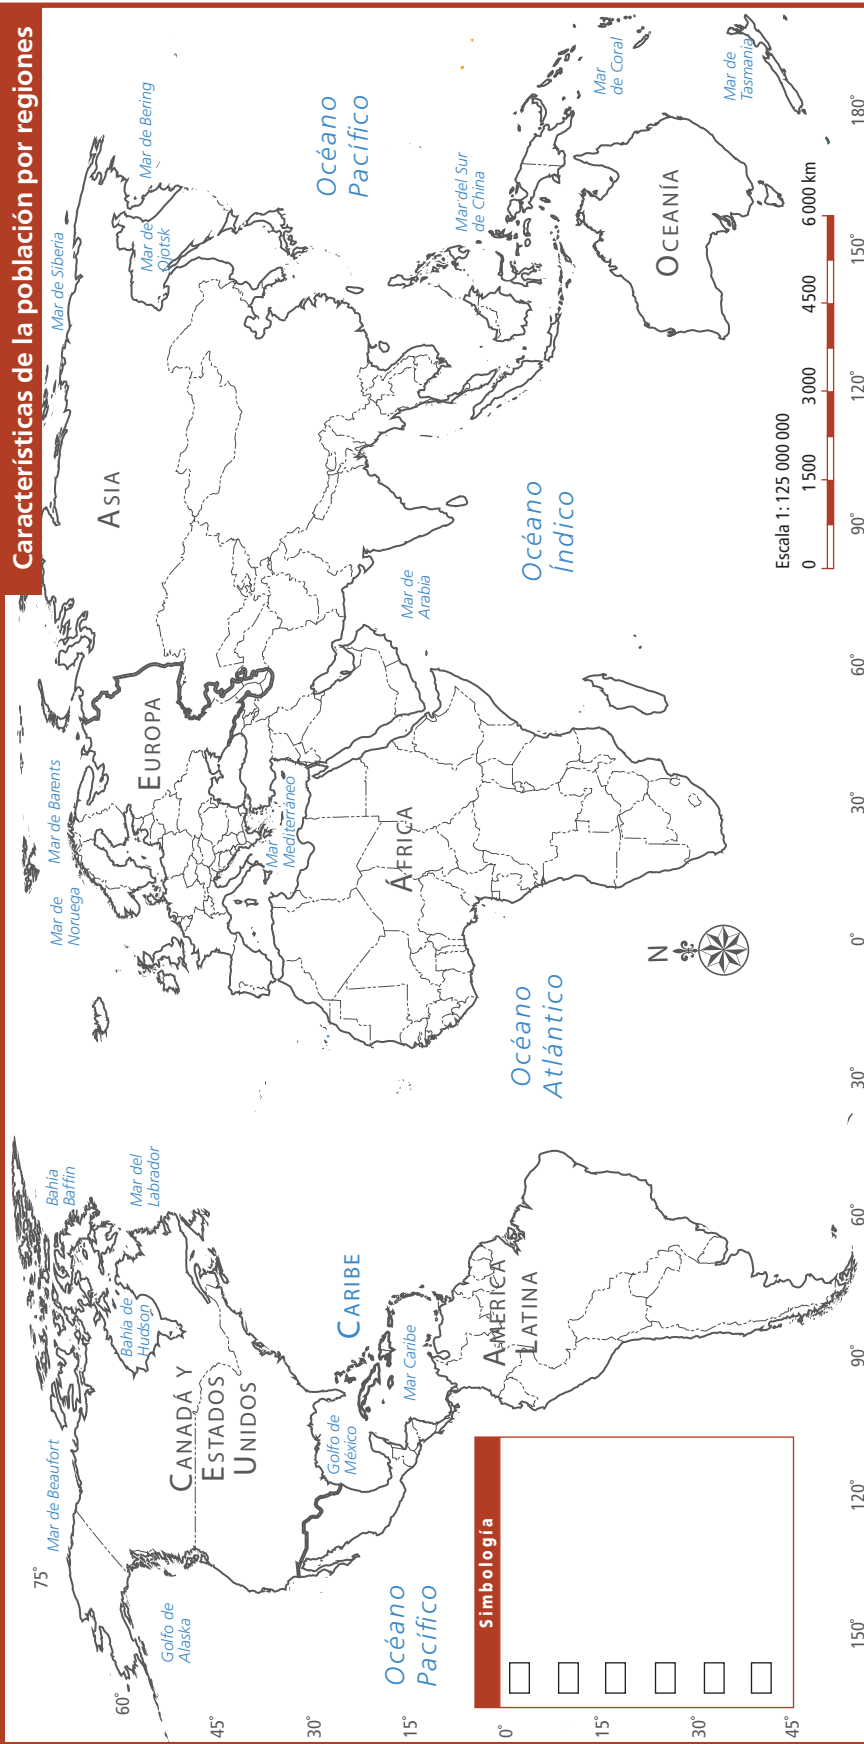 Características de la población por regiones
Mar de Siberia
Mar de Barents
Mar de
Noruega
Bahía
Baffin
Mar de Beaufort
75°
Mar de Bering
Mar de
Ojotsk
ASIA
EUROPA
Mar del
Labrador
Bahía de
Hudson
60°
Golfo de
Alaska
CANADÁ Y
ESTADOS
UNIDOS
45°
Mar
Mediterráneo
Océano
Pacífico
30°
CARIBE
Golfo de
México
Mar Caribe
Océano
Pacífico
15°
Mar de
Arabia
ÁFRICA
Mar del Sur
de China
Océano
Índico
Océano
Atlántico
AMÉRICA
LATINA
Simbología
0°
15°
30°
45°
Mar
de Coral
OCEANÍA
Mar de
Tasmania
N
Escala 1: 125 000 000
0 1 500 3000 4500 6 000 km
150° 120° 90° 60° 30° 0° 30° 60° 90° 120° 150° 180°